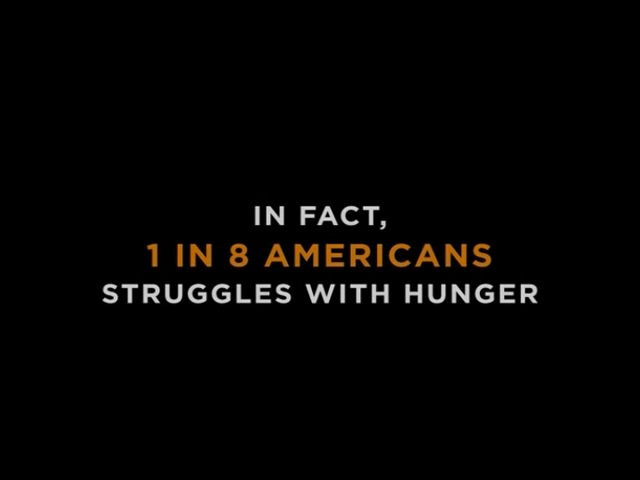 IN FACT,
1 IN 8 AMERICANS
STRUGGLES WITH HUNGER